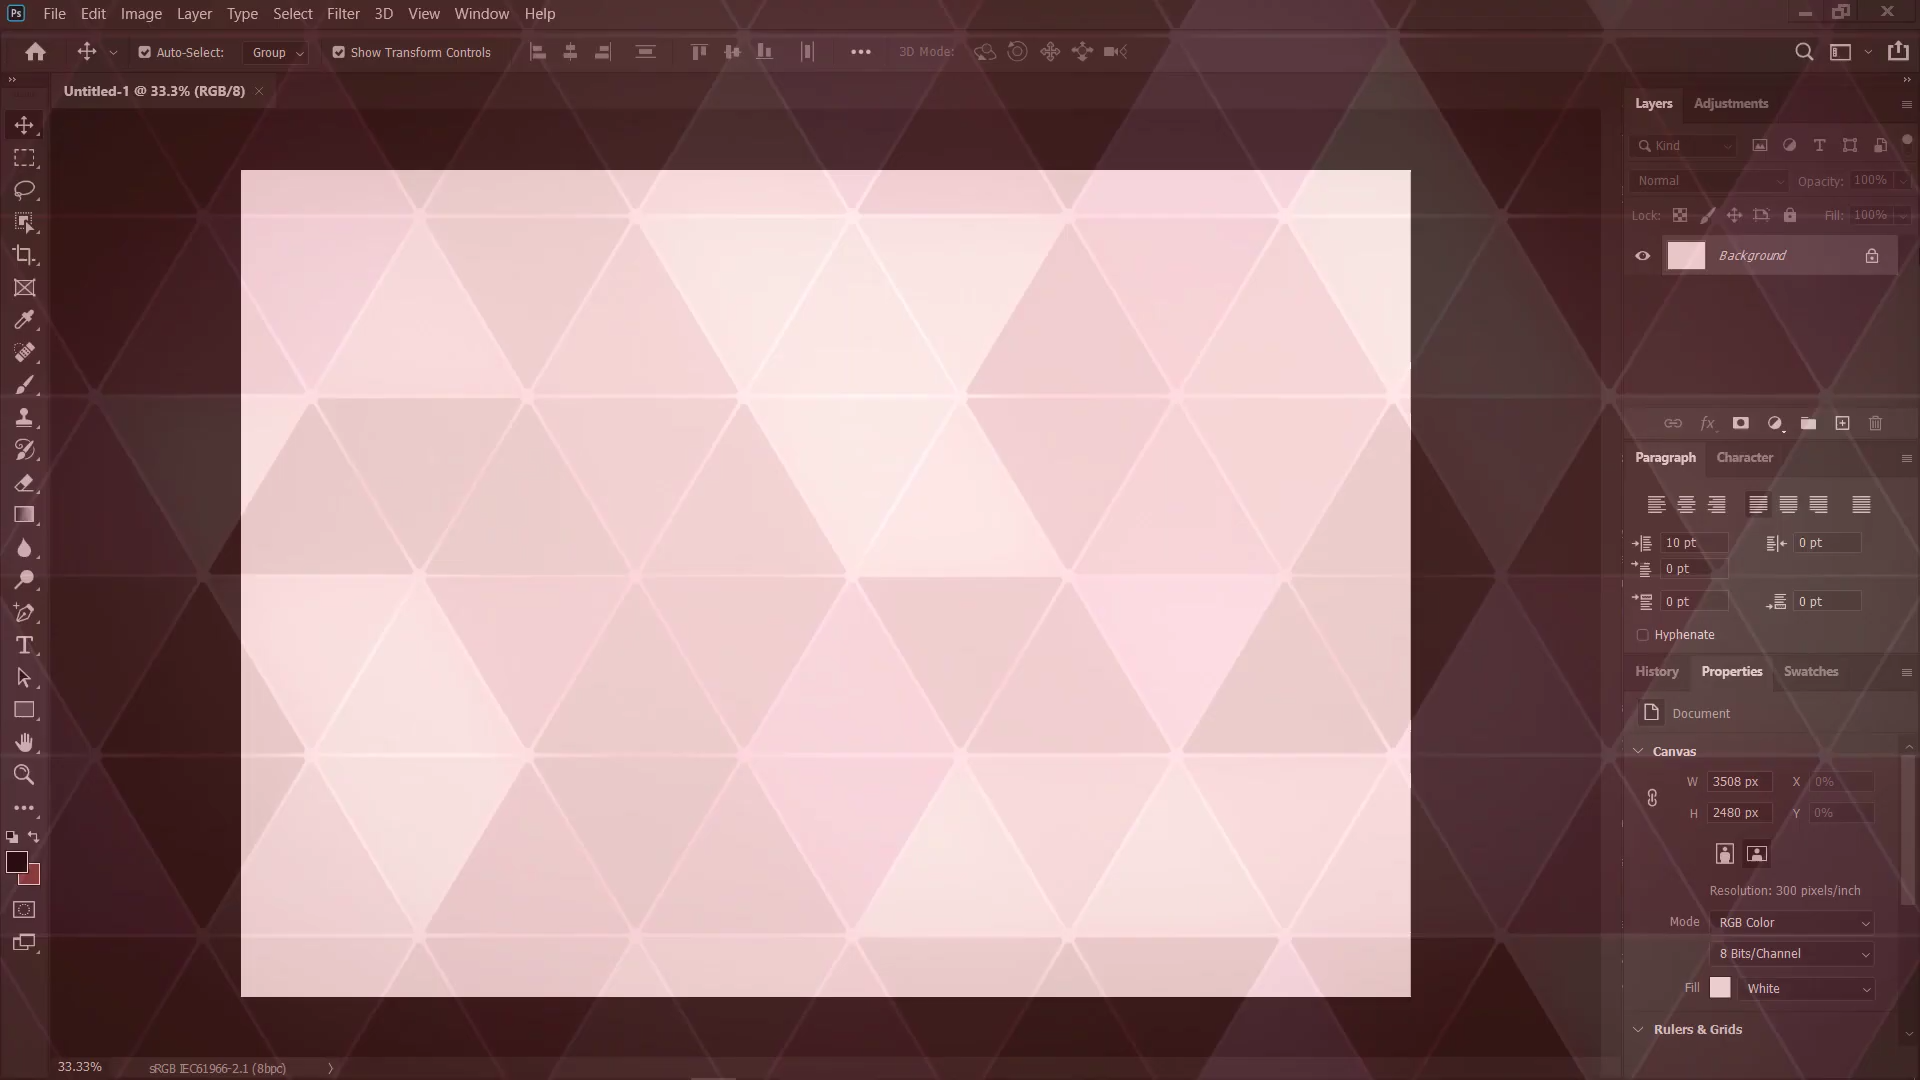 Ps File Edit Image Layer Type Select Filter 3D View Window Help
Auto-Select: Group Show Transform Controls 3D Mode:
Untitled-1 @ 33.3% (RGB/8)
Layers Adjustments
Kind
Normal Opacity: 100%
Lock: Fill: 100%
Background
fx
Paragraph Character
10 pt 0 pt
0 pt
0 pt 0 pt
Hyphenate
History Properties Swatches
Document
Canvas
W 3508 px X 0%
H 2480 px Y 0%
Resolution: 300 pixels/inch
Mode RGB Color
8 Bits/Channel
Fill White
Rulers & Grids
33.33% sRGB IEC61966-2.1 (8bpc)